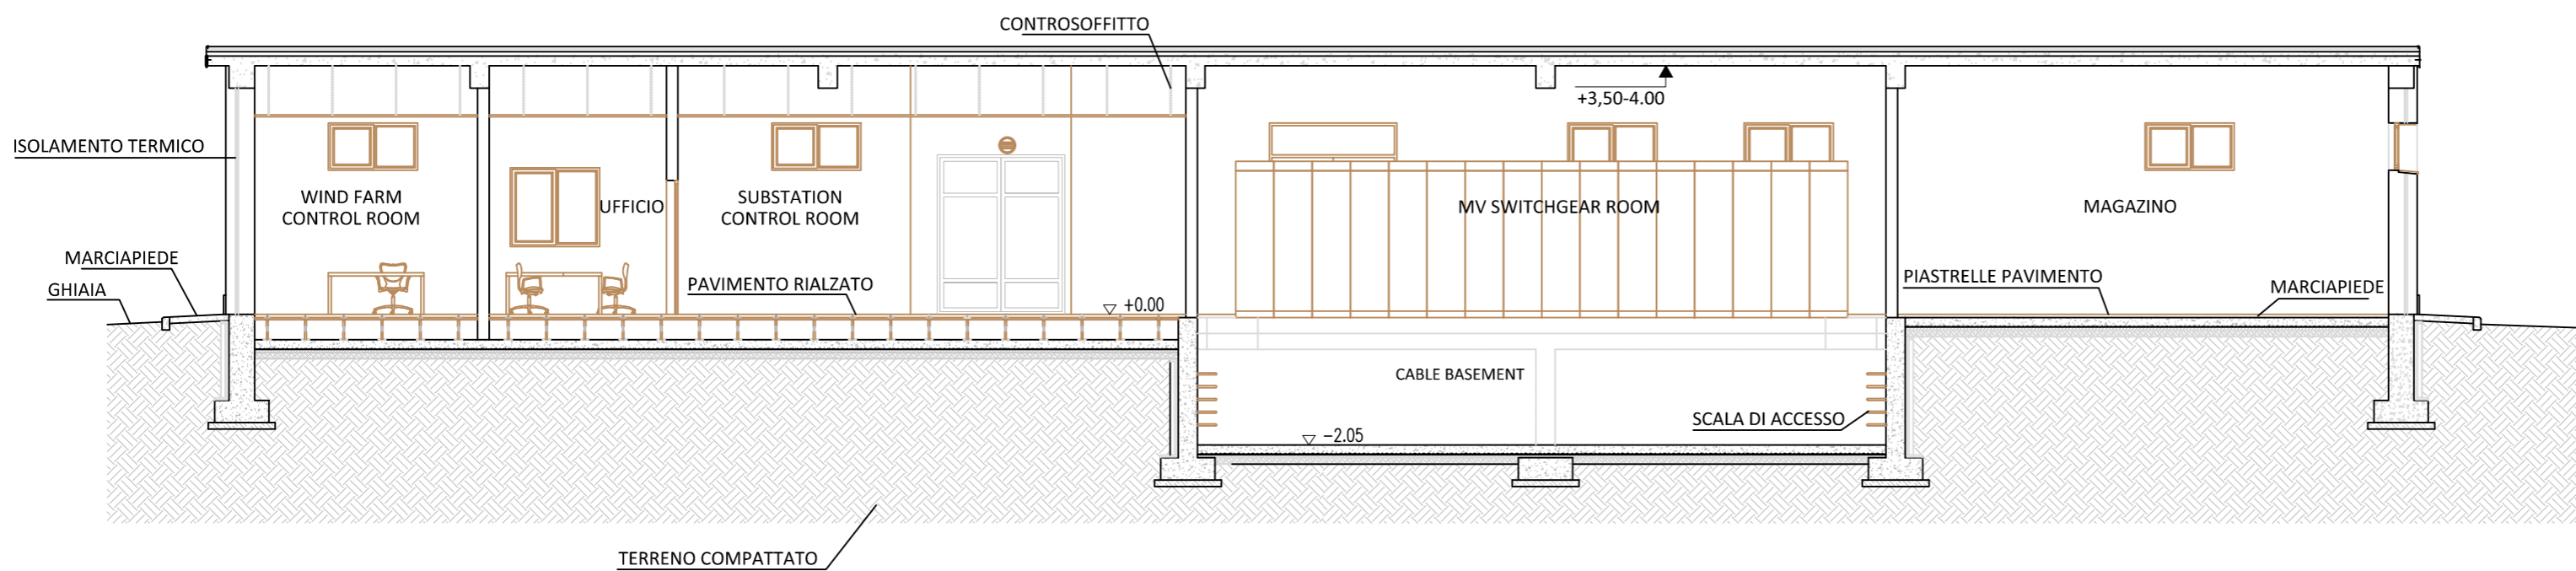 CONTROSOFFITTO
+3,50-4.00
ISOLAMENTO TERMICO
WIND FARM
CONTROL ROOM
UFFICIO
SUBSTATION
CONTROL ROOM
MV SWITCHGEAR ROOM
MAGAZINO
MARCIAPIEDE
GHIAIA
PAVIMENTO RIALZATO
+0.00
PIASTRELLE PAVIMENTO
MARCIAPIEDE
CABLE BASEMENT
SCALA DI ACCESSO
-2.05
TERRENO COMPATTATO